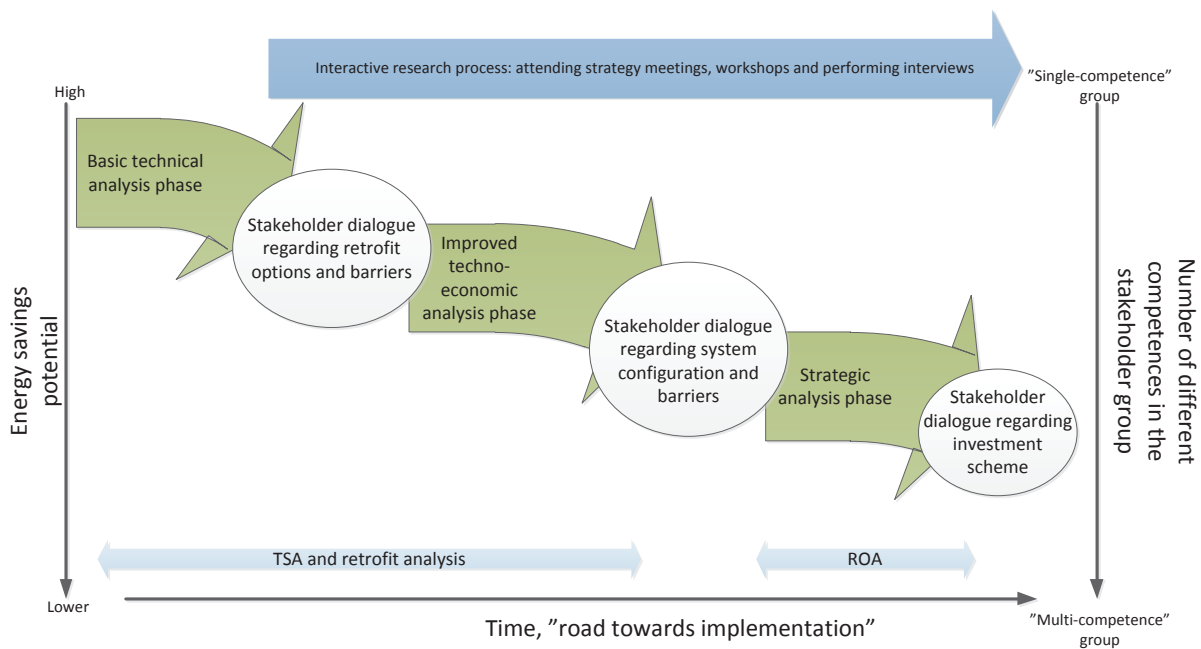 Interactive research process: attending strategy meetings, workshops and performing interviews
”Single-competence”
group
High
Basic technical
analysis phase
Stakeholder dialogue
regarding retrofit
options and barriers
Improved
techno-
economic
analysis phase
Stakeholder dialogue
regarding system
configuration and
barriers
Strategic
analysis phase
Stakeholder
dialogue regarding
investment
scheme
Energy savings
potential
Number of different
competences in the
stakeholder group
TSA and retrofit analysis
ROA
Lower
Time, ”road towards implementation”
”Multi-competence”
group